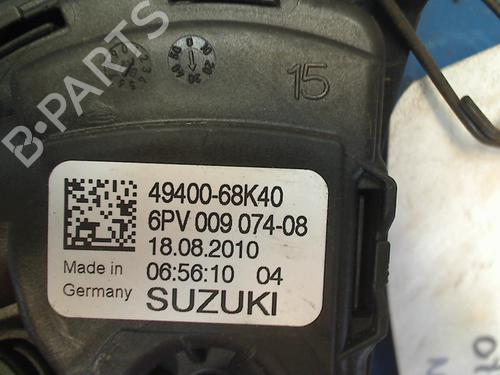 15
B-PARTS
49400-68K40
6PV 009 074-08
18.08.2010
Made in
Germany
06:56:10 04
SUZUKI